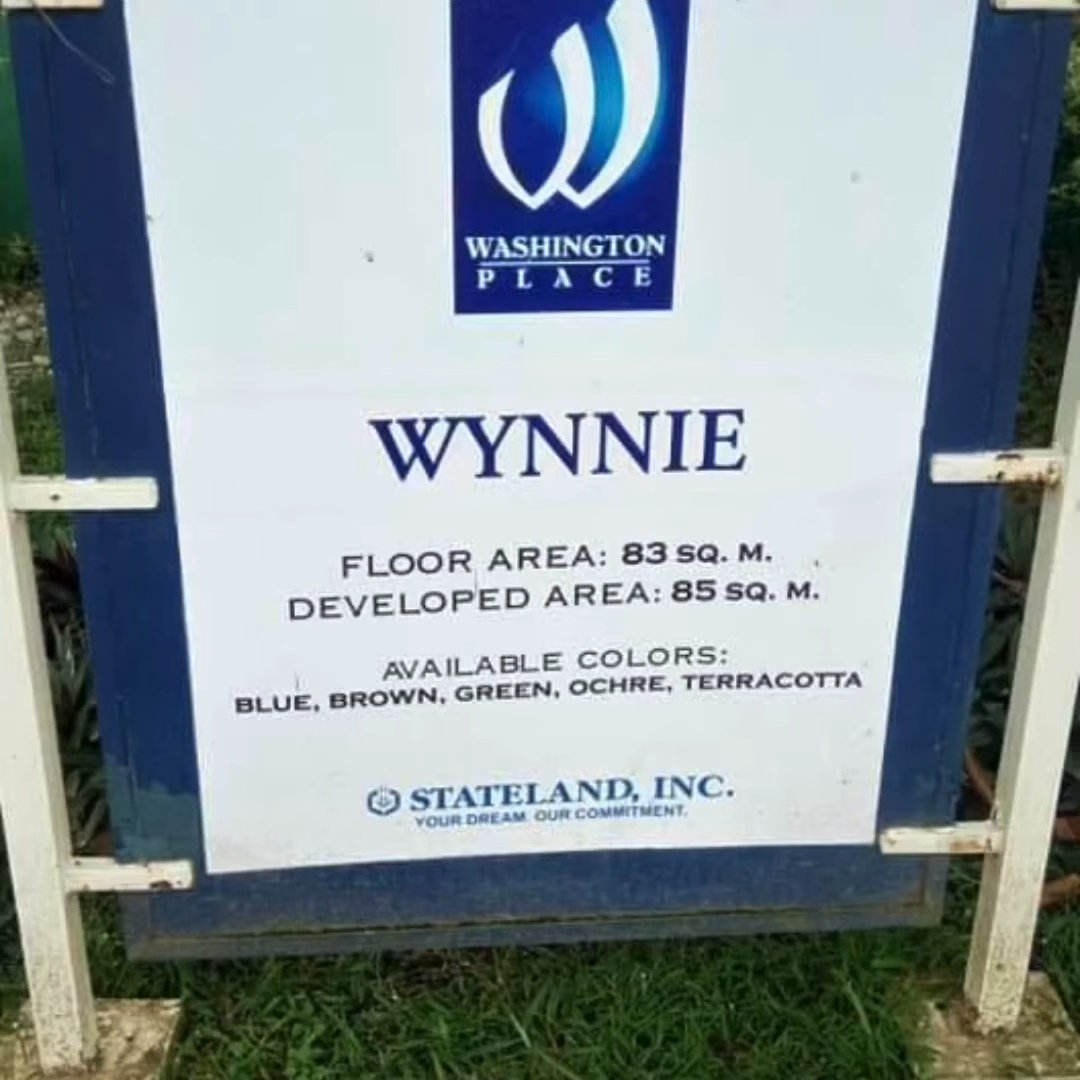 WASHINGTON
PLACE
WYNNIE
FLOOR AREA: 83 SQ. M.
DEVELOPED AREA: 85 SQ. M.
AVAILABLE COLORS:
BLUE, BROWN, GREEN, OCHRE, TERRACOTTA
STATELAND, INC.
YOUR DREAM. OUR COMMITMENT.